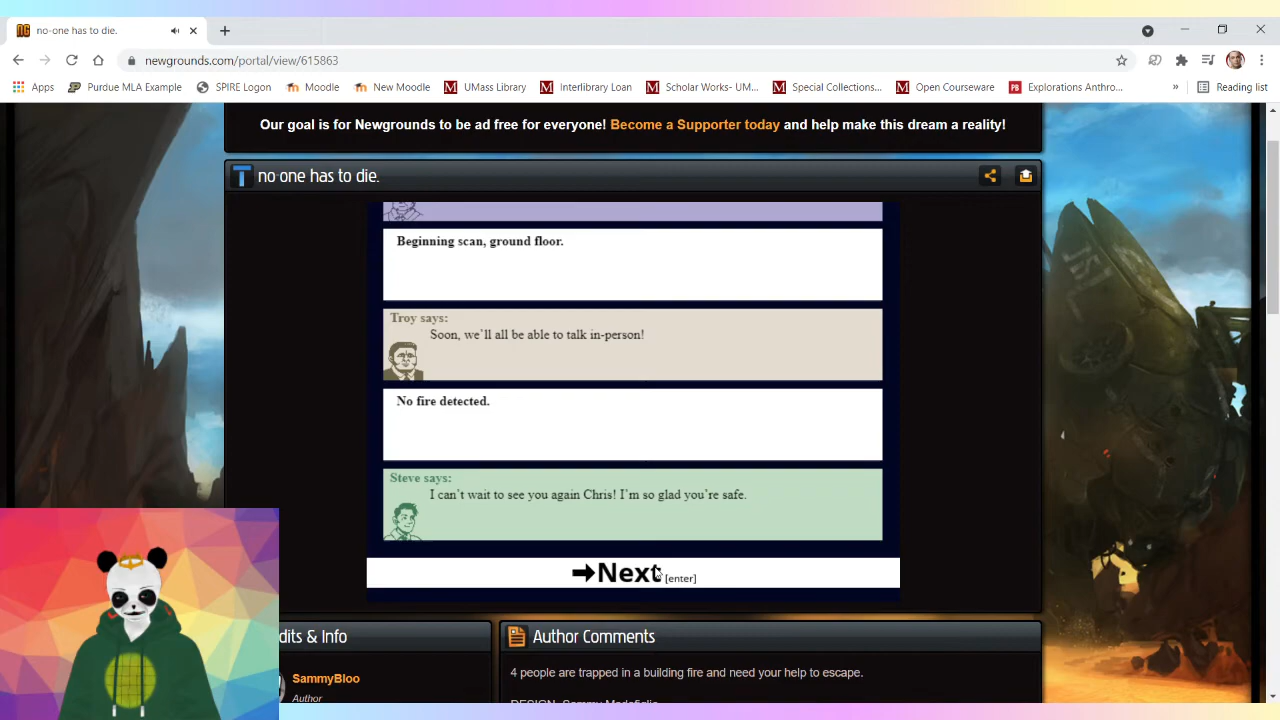 no-one has to die.
newgrounds.com/portal/view/615863
Apps
Purdue MLA Example
SPIRE Logon
Moodle
New Moodle
UMass Library
Interlibrary Loan
Scholar Works- UM...
Special Collections...
Open Courseware
Explorations Anthro...
»
Reading list
Our goal is for Newgrounds to be ad free for everyone! Become a Supporter today and help make this dream a reality!
T no-one has to die.
Beginning scan, ground floor.
Troy says:
Soon, we'll all be able to talk in-person!
No fire detected.
Steve says:
I can't wait to see you again Chris! I'm so glad you're safe.
➡Next [enter]
dits & Info
SammyBloo
Author
Author Comments
4 people are trapped in a building fire and need your help to escape.